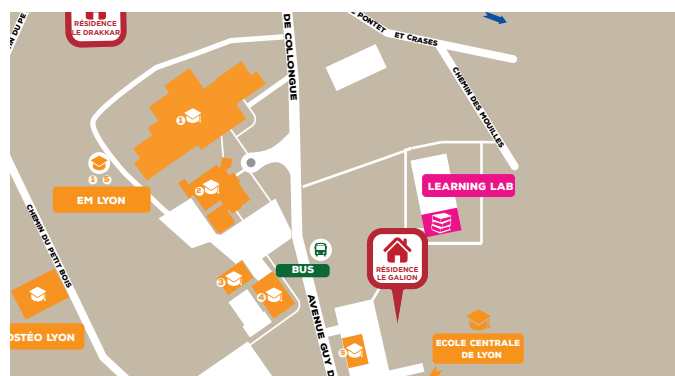 RÉSIDENCE
LE DRAKKAR
DE COLLONGUE
PONTET ET CRASES
CHEMIN DES MOUILLES
1
1 5
EM LYON
2
LEARNING LAB
CHEMIN DU PETIT BOIS
BUS
RÉSIDENCE
LE GALION
3
4
AVENUE GUY D
OSTÉO LYON
5
ECOLE CENTRALE
DE LYON